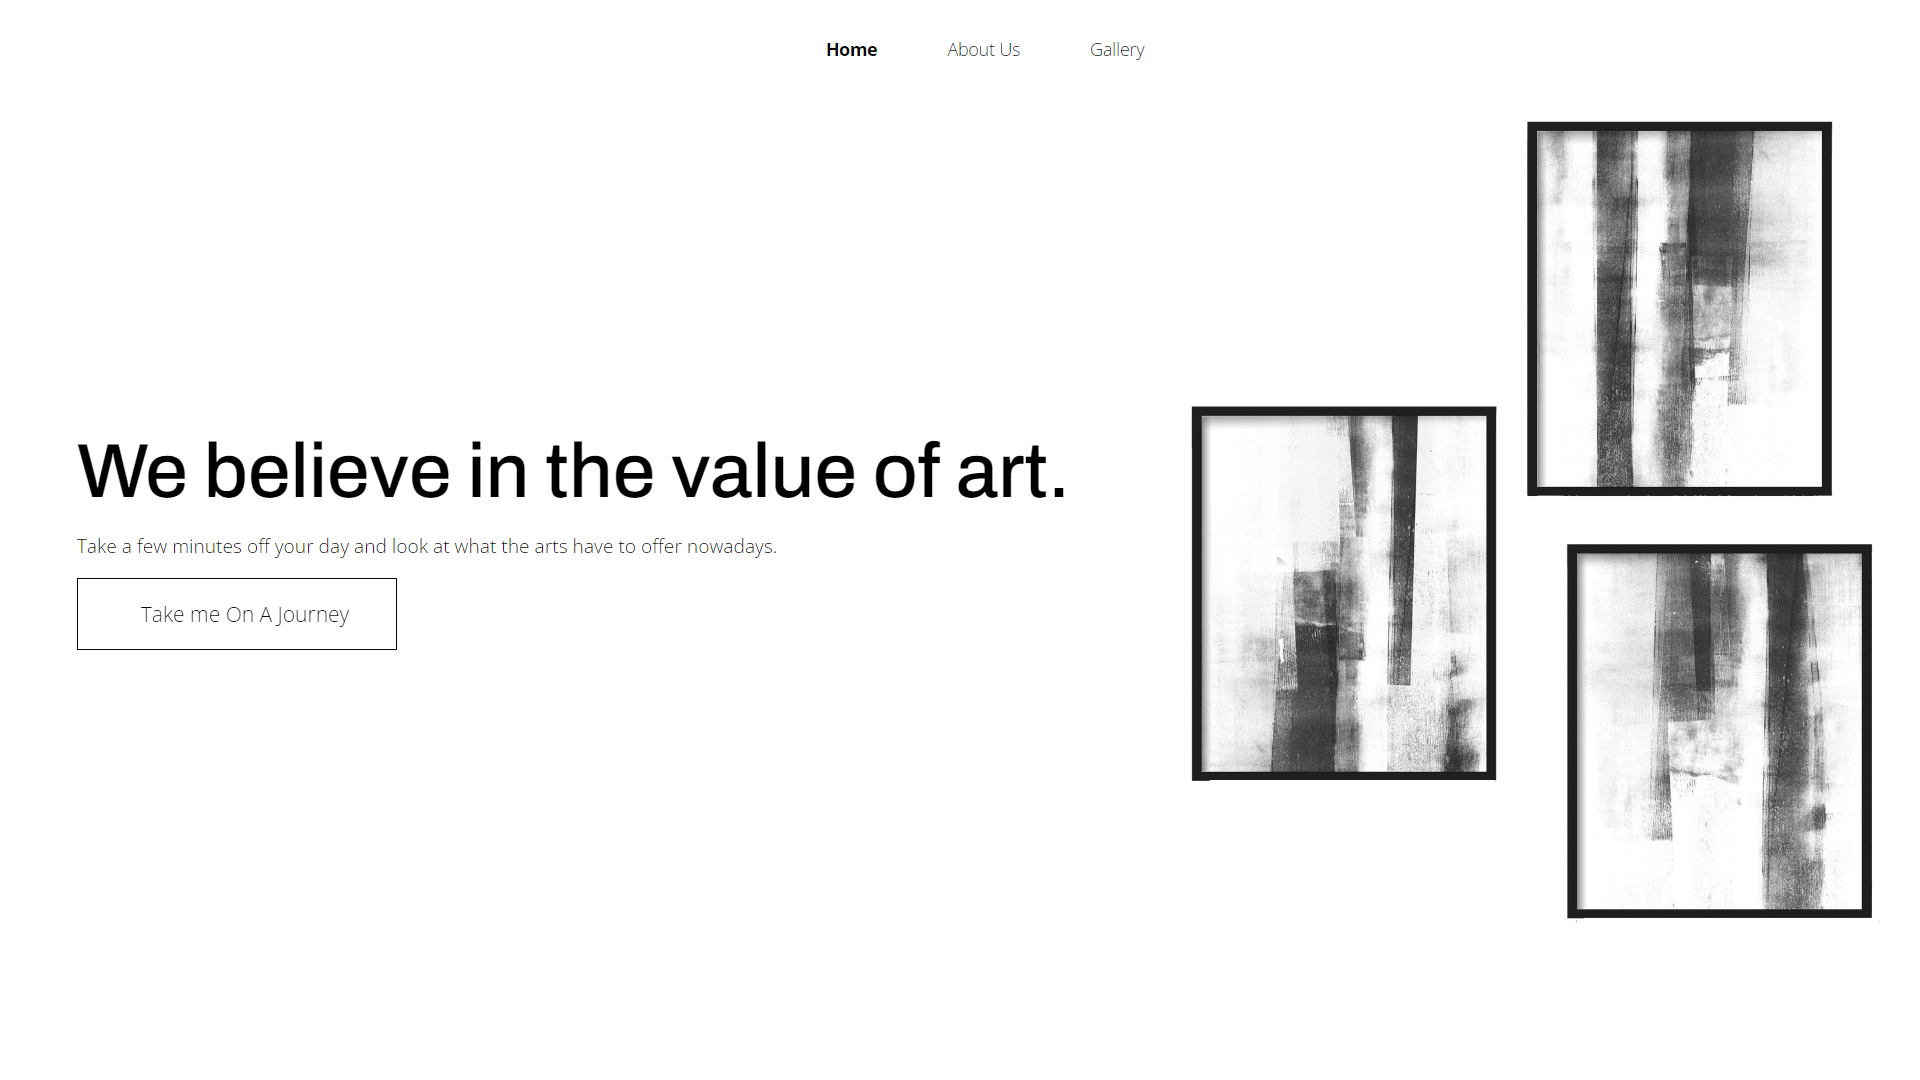 Home About Us Gallery
We believe in the value of art.
Take a few minutes off your day and look at what the arts have to offer nowadays.
Take me On A Journey